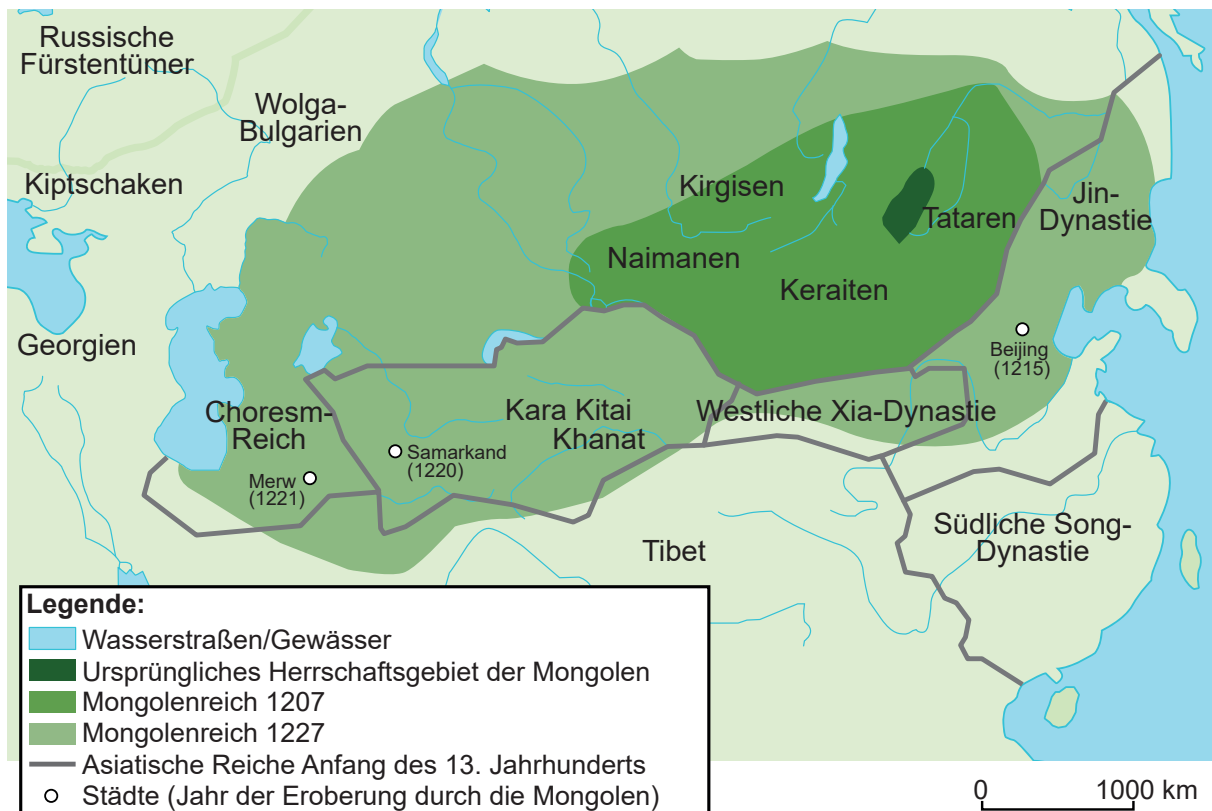 Russische
Fürstentümer
Wolga-
Bulgarien
Kiptschaken
Kirgisen
Jin-
Dynastie
Tataren
Naimanen
Keraiten
Georgien
Beijing
(1215)
Choresm-
Reich
Kara Kitai
Khanat
Westliche Xia-Dynastie
Samarkand
(1220)
Merw
(1221)
Südliche Song-
Dynastie
Tibet
Legende:
Wasserstraßen/Gewässer
Ursprüngliches Herrschaftsgebiet der Mongolen
Mongolenreich 1207
Mongolenreich 1227
Asiatische Reiche Anfang des 13. Jahrhunderts
Städte (Jahr der Eroberung durch die Mongolen)
0 1000 km